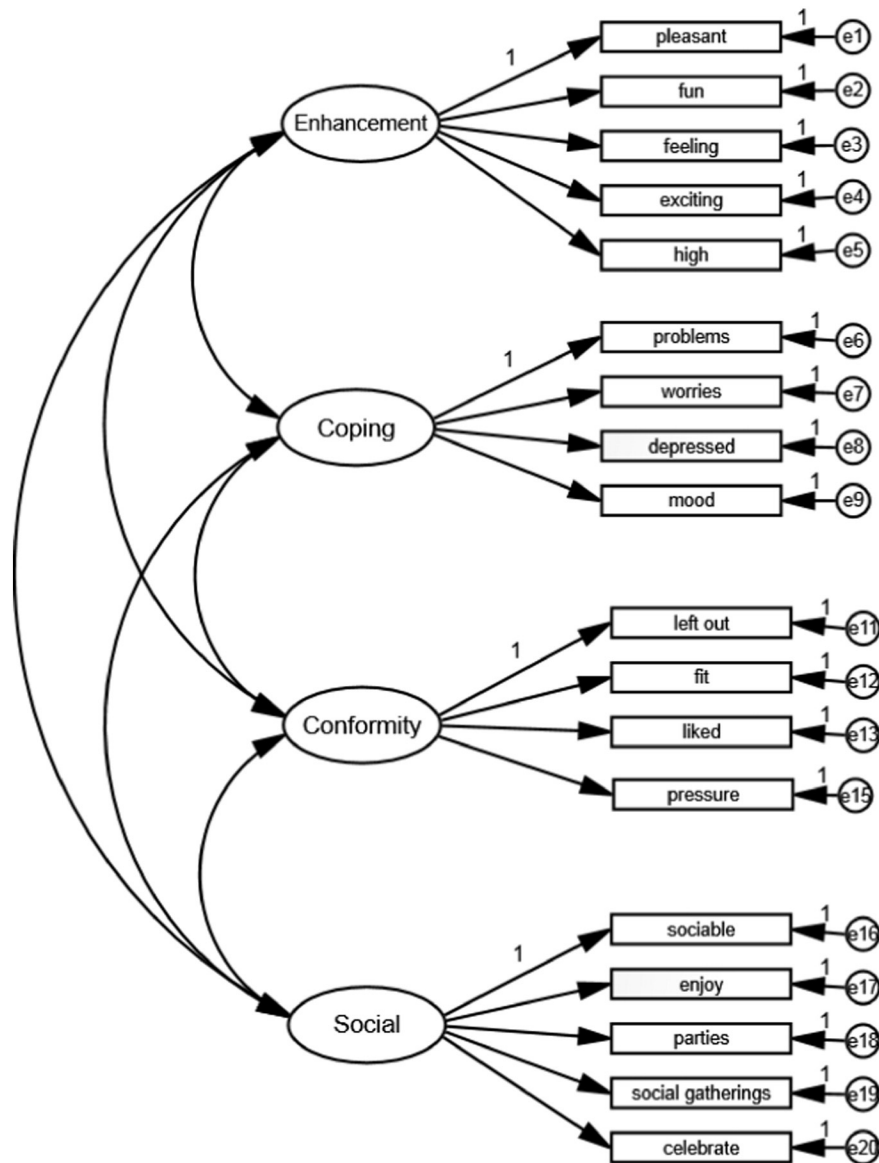 1
pleasant
1
e1
Enhancement
fun
1
e2
feeling
1
e3
exciting
1
e4
high
1
e5
1
problems
1
e6
Coping
worries
1
e7
depressed
1
e8
mood
1
e9
1
left out
1
e11
Conformity
fit
1
e12
liked
1
e13
pressure
1
e15
1
sociable
1
e16
Social
enjoy
1
e17
parties
1
e18
social gatherings
1
e19
celebrate
1
e20